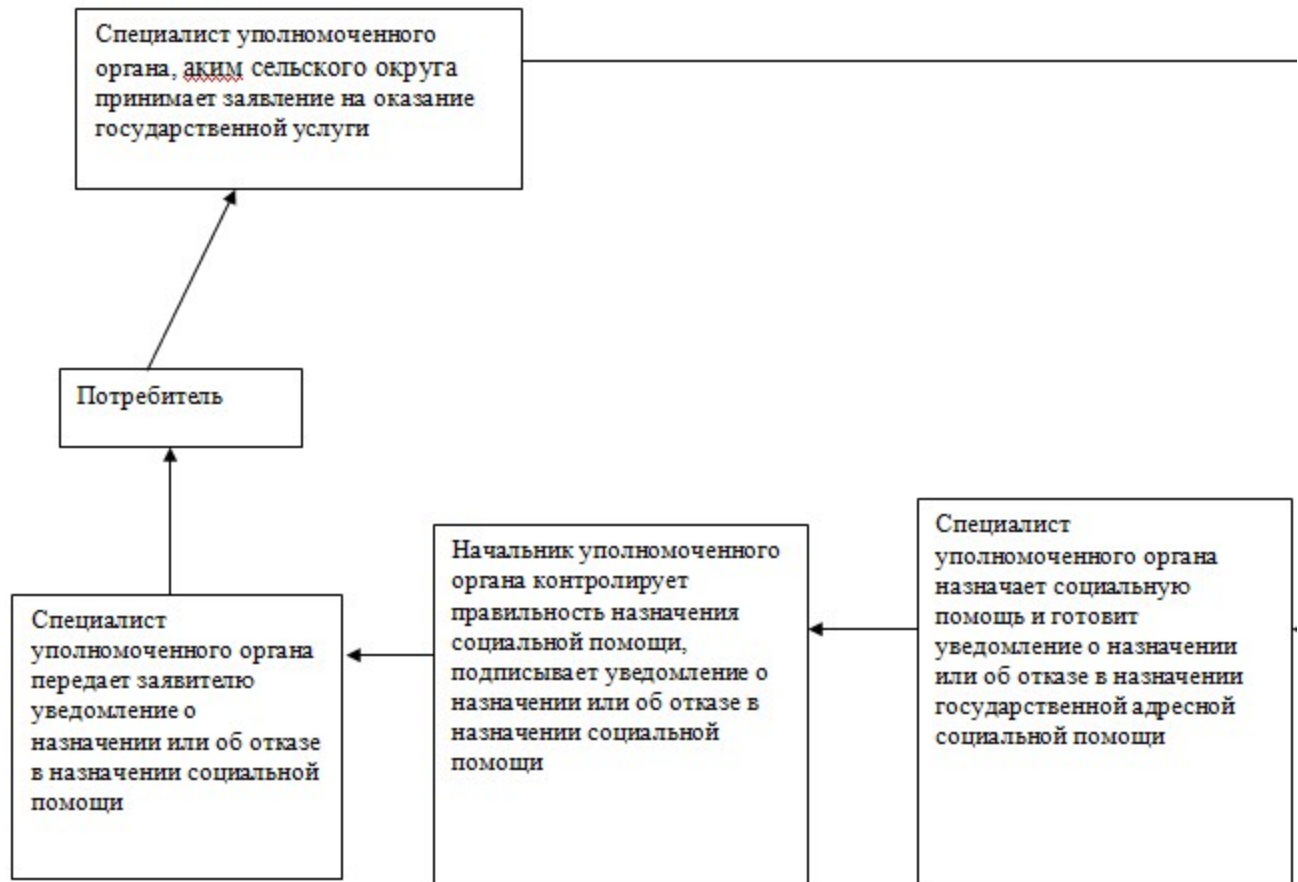 Специалист уполномоченного
органа, аким сельского округа
принимает заявление на оказание
государственной услуги
Потребитель
Специалист
уполномоченного органа
передает заявителю
уведомление о
назначении или об отказе
в назначении социальной
помощи
Начальник уполномоченного
органа контролирует
правильность назначения
социальной помощи,
подписывает уведомление о
назначении или об отказе в
назначении социальной
помощи
Специалист
уполномоченного органа
назначает социальную
помощь и готовит
уведомление о назначении
или об отказе в назначении
государственной адресной
социальной помощи